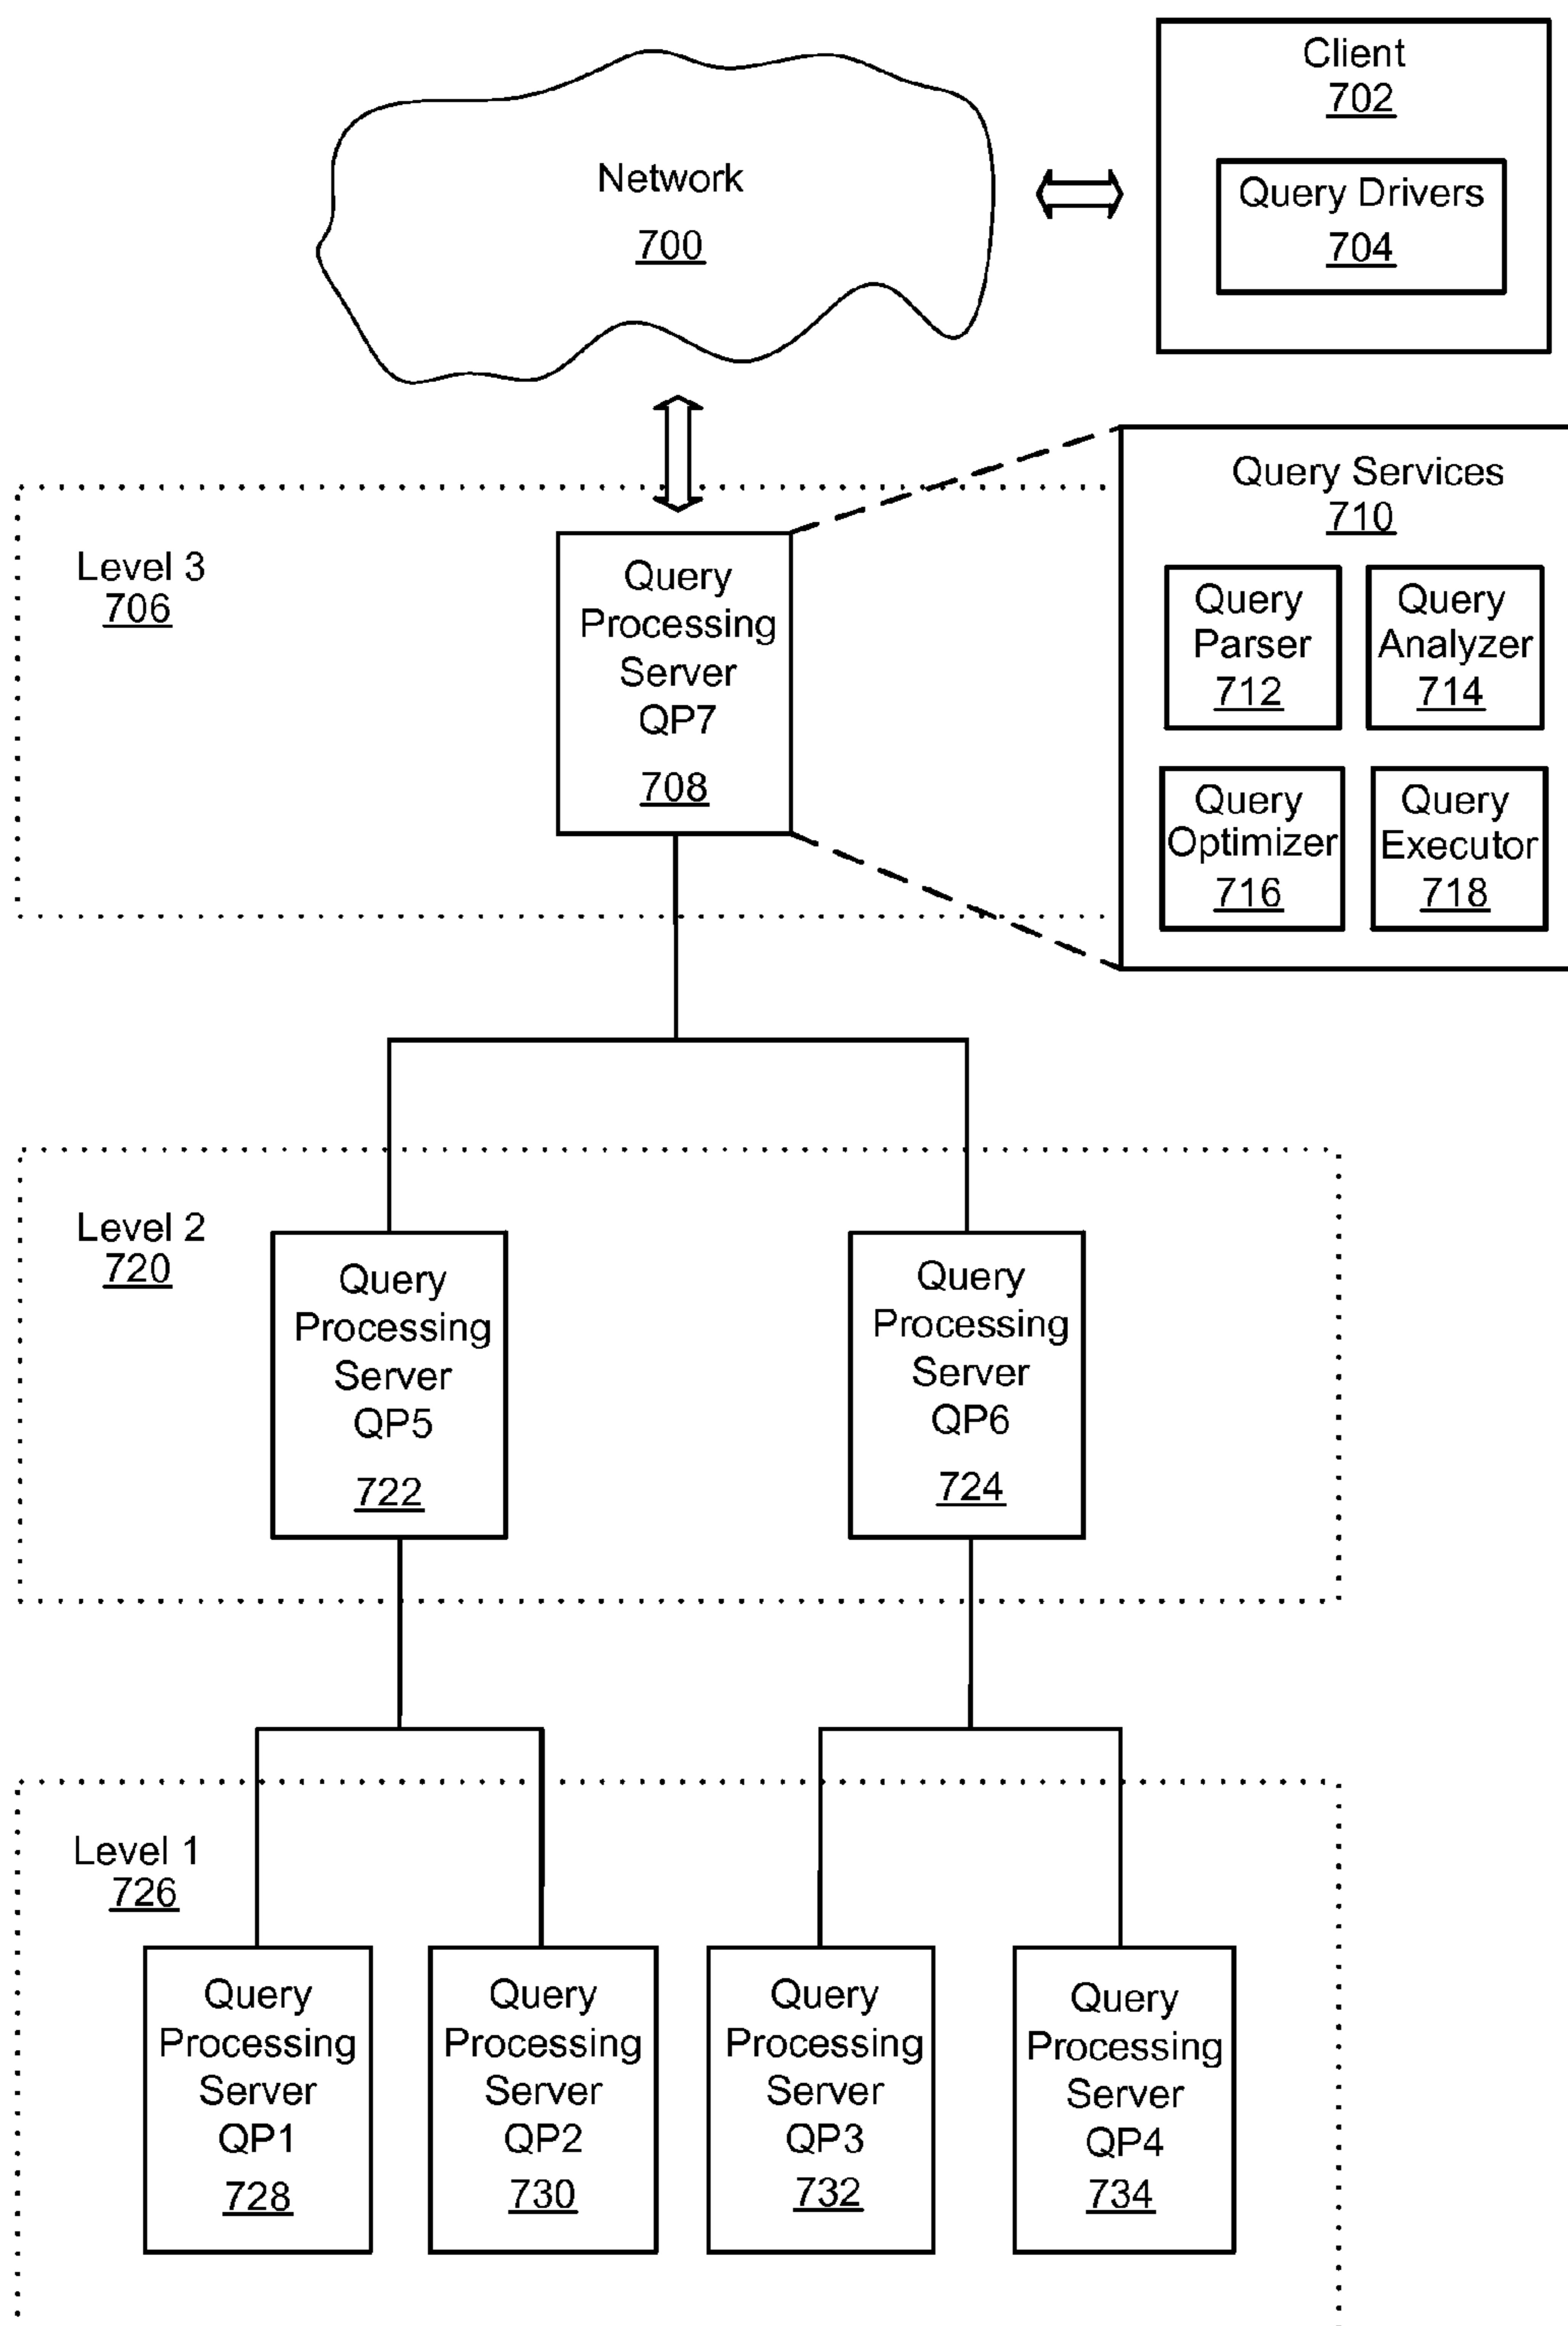 Client
702
Query Drivers
704
Network
700
Query Services
710
Query
Parser
712
Query
Analyzer
714
Query
Optimizer
716
Query
Executor
718
Level 3
706
Query
Processing
Server
QP7
708
Level 2
720
Query
Processing
Server
QP5
722
Query
Processing
Server
QP6
724
Level 1
726
Query
Processing
Server
QP1
728
Query
Processing
Server
QP2
730
Query
Processing
Server
QP3
732
Query
Processing
Server
QP4
734